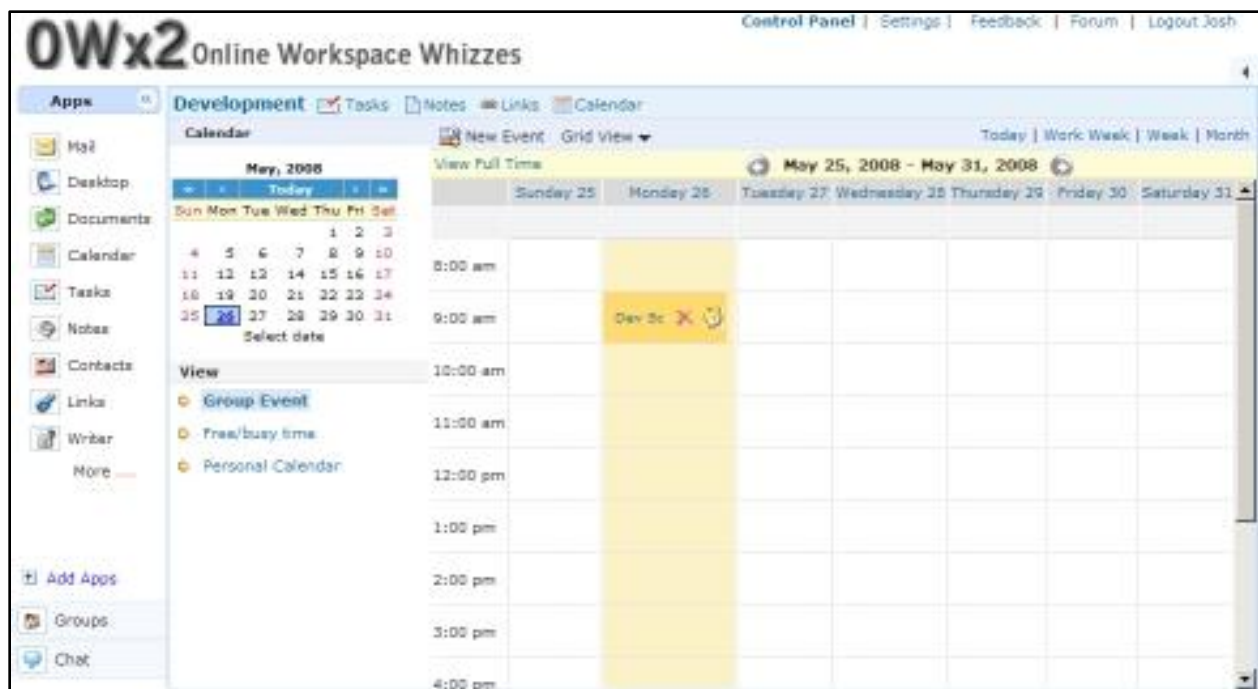 Control Panel | Settings | Feedback | Forum | Logout Josh
0Wx2 Online Workspace Whizzes
Apps «
Mail
Desktop
Documents
Calendar
Tasks
Notes
Contacts
Links
Writer
More
Add Apps
Groups
Chat
Development Tasks Notes Links Calendar
Calendar
May, 2008
« ‹ Today › »
Sun Mon Tue Wed Thu Fri Sat
1 2 3
4 5 6 7 8 9 10
11 12 13 14 15 16 17
18 19 20 21 22 23 24
25 26 27 28 29 30 31
Select date
View
Group Event
Free/busy time
Personal Calendar
New Event Grid View
Today | Work Week | Week | Month
View Full Time
May 25, 2008 - May 31, 2008
Sunday 25 Monday 26 Tuesday 27 Wednesday 28 Thursday 29 Friday 30 Saturday 31
8:00 am
9:00 am Dev Sc
10:00 am
11:00 am
12:00 pm
1:00 pm
2:00 pm
3:00 pm
4:00 pm